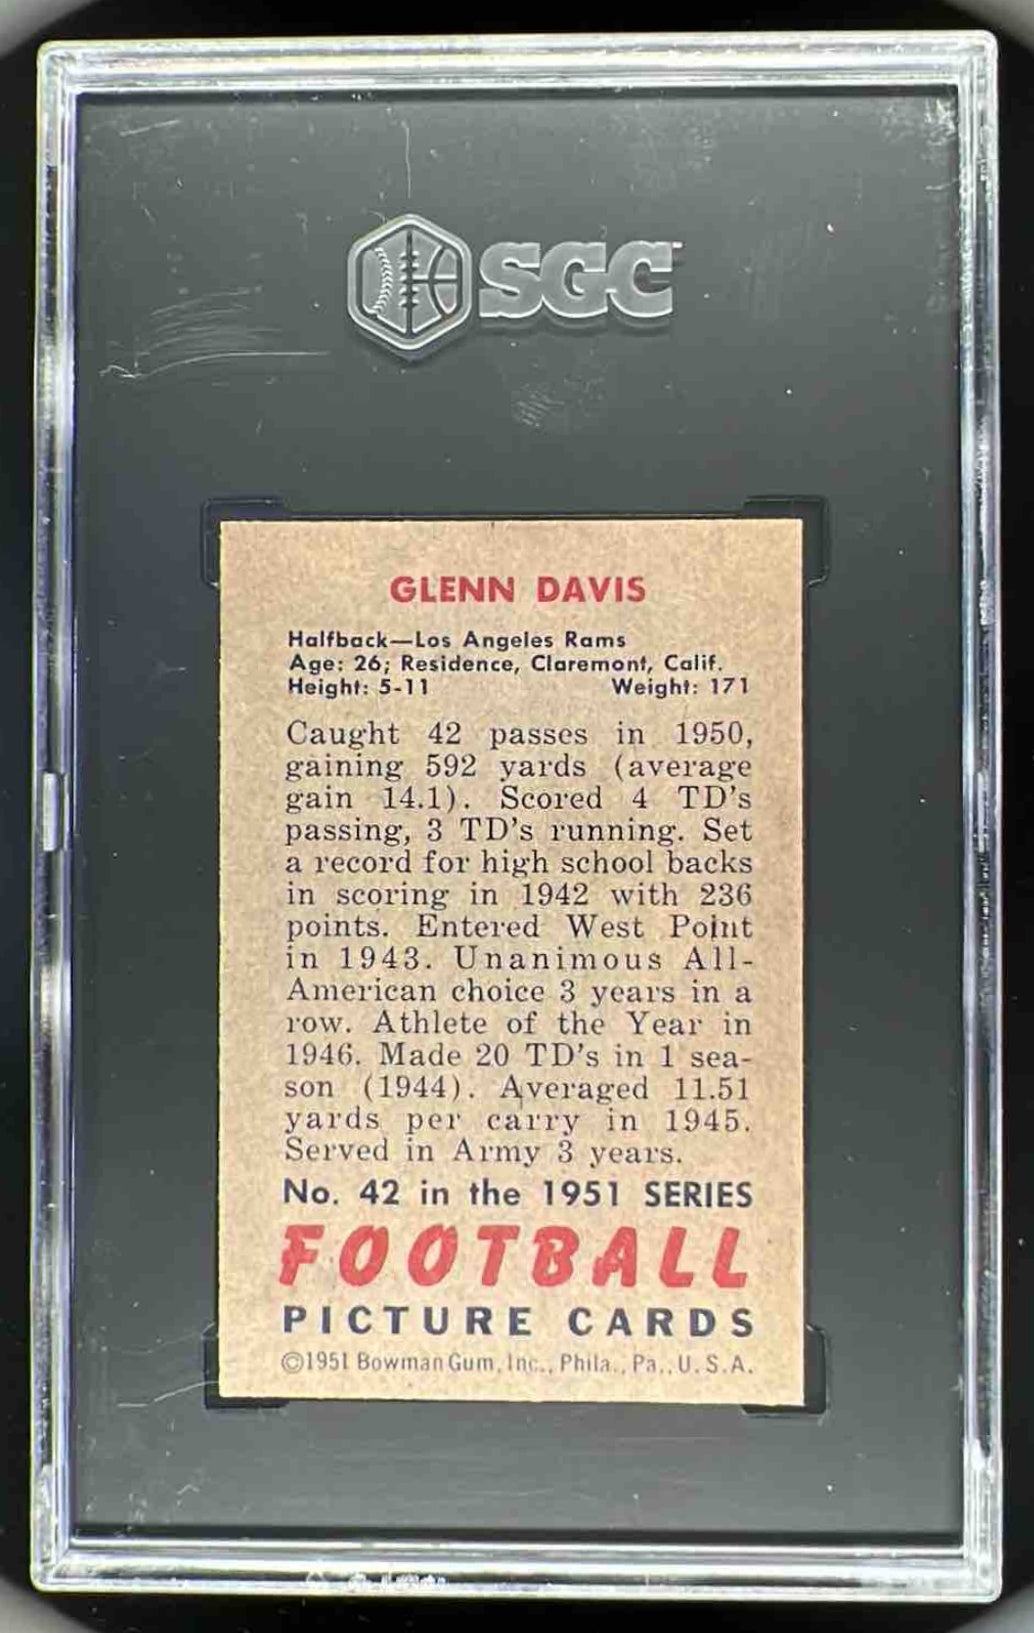 SGC
GLENN DAVIS
Halfback—Los Angeles Rams
Age: 26; Residence, Claremont, Calif.
Height: 5-11 Weight: 171
Caught 42 passes in 1950,
gaining 592 yards (average
gain 14.1). Scored 4 TD's
passing, 3 TD's running. Set
a record for high school backs
in scoring in 1942 with 236
points. Entered West Point
in 1943. Unanimous All-
American choice 3 years in a
row. Athlete of the Year in
1946. Made 20 TD's in 1 sea-
son (1944). Averaged 11.51
yards per carry in 1945.
Served in Army 3 years.
No. 42 in the 1951 SERIES
FOOTBALL
PICTURE CARDS
©1951 Bowman Gum, Inc., Phila., Pa., U.S.A.